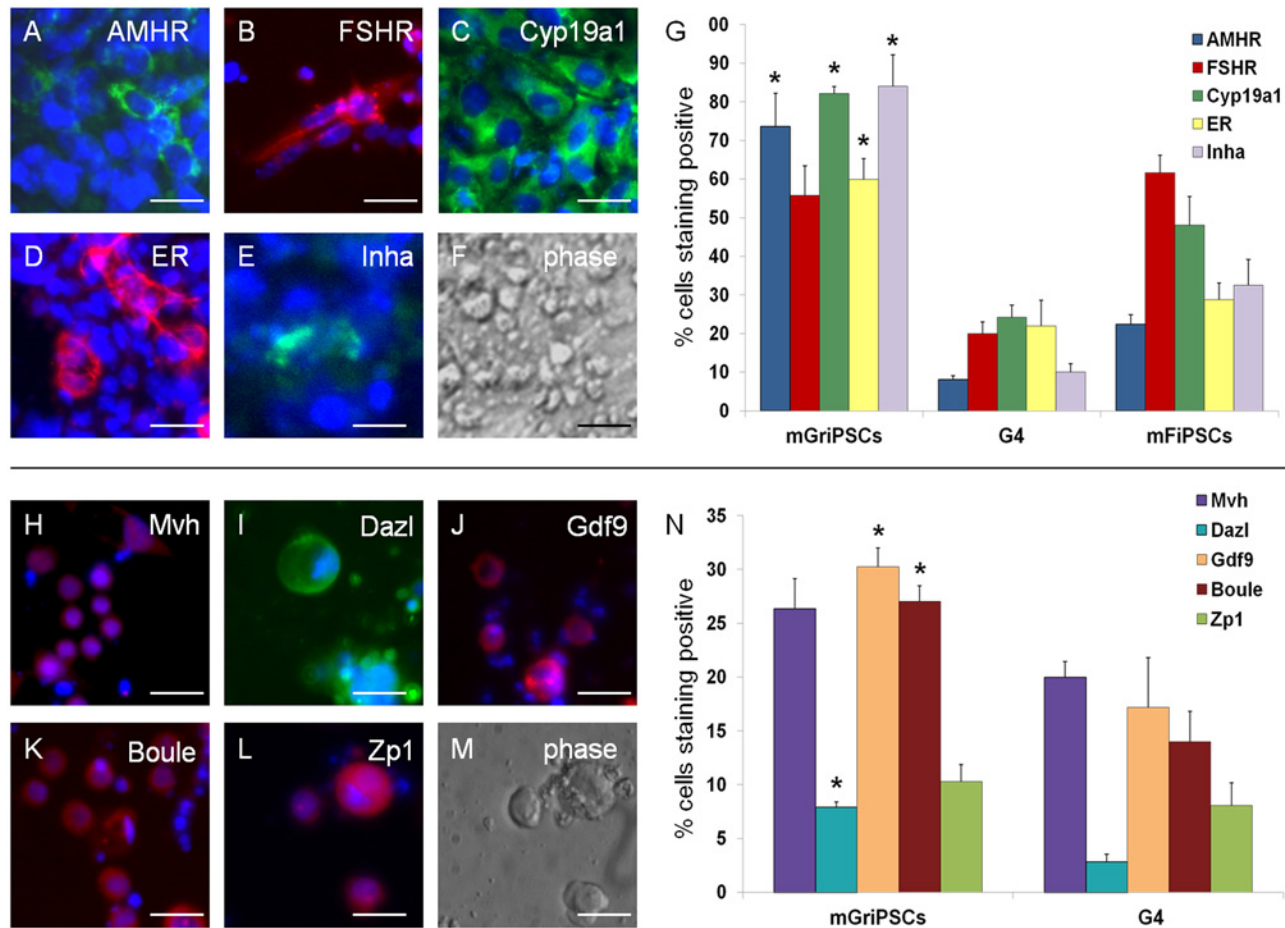 A AMHR
B FSHR
C Cyp19a1
D ER
E Inha
F phase
G
% cells staining positive
00
90
80
70
60
50
40
30
20
10
0
* * * *
AMHR
FSHR
Cyp19a1
ER
Inha
mGriPSCs G4 mFiPSCs
H Mvh
I Dazl
J Gdf9
K Boule
L Zp1
M phase
N
% cells staining positive
35
30
25
20
15
10
5
0
* * *
Mvh
Dazl
Gdf9
Boule
Zp1
mGriPSCs G4